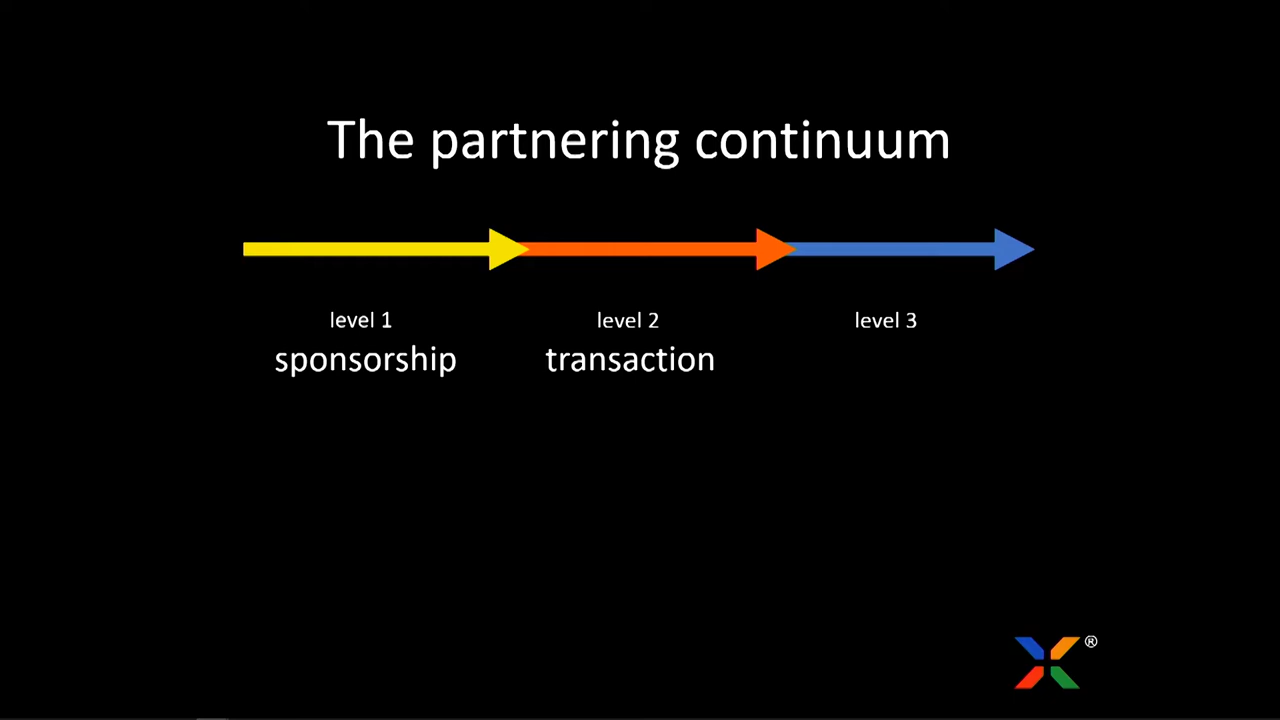 The partnering continuum
level 1
level 2
level 3
sponsorship
transaction
®